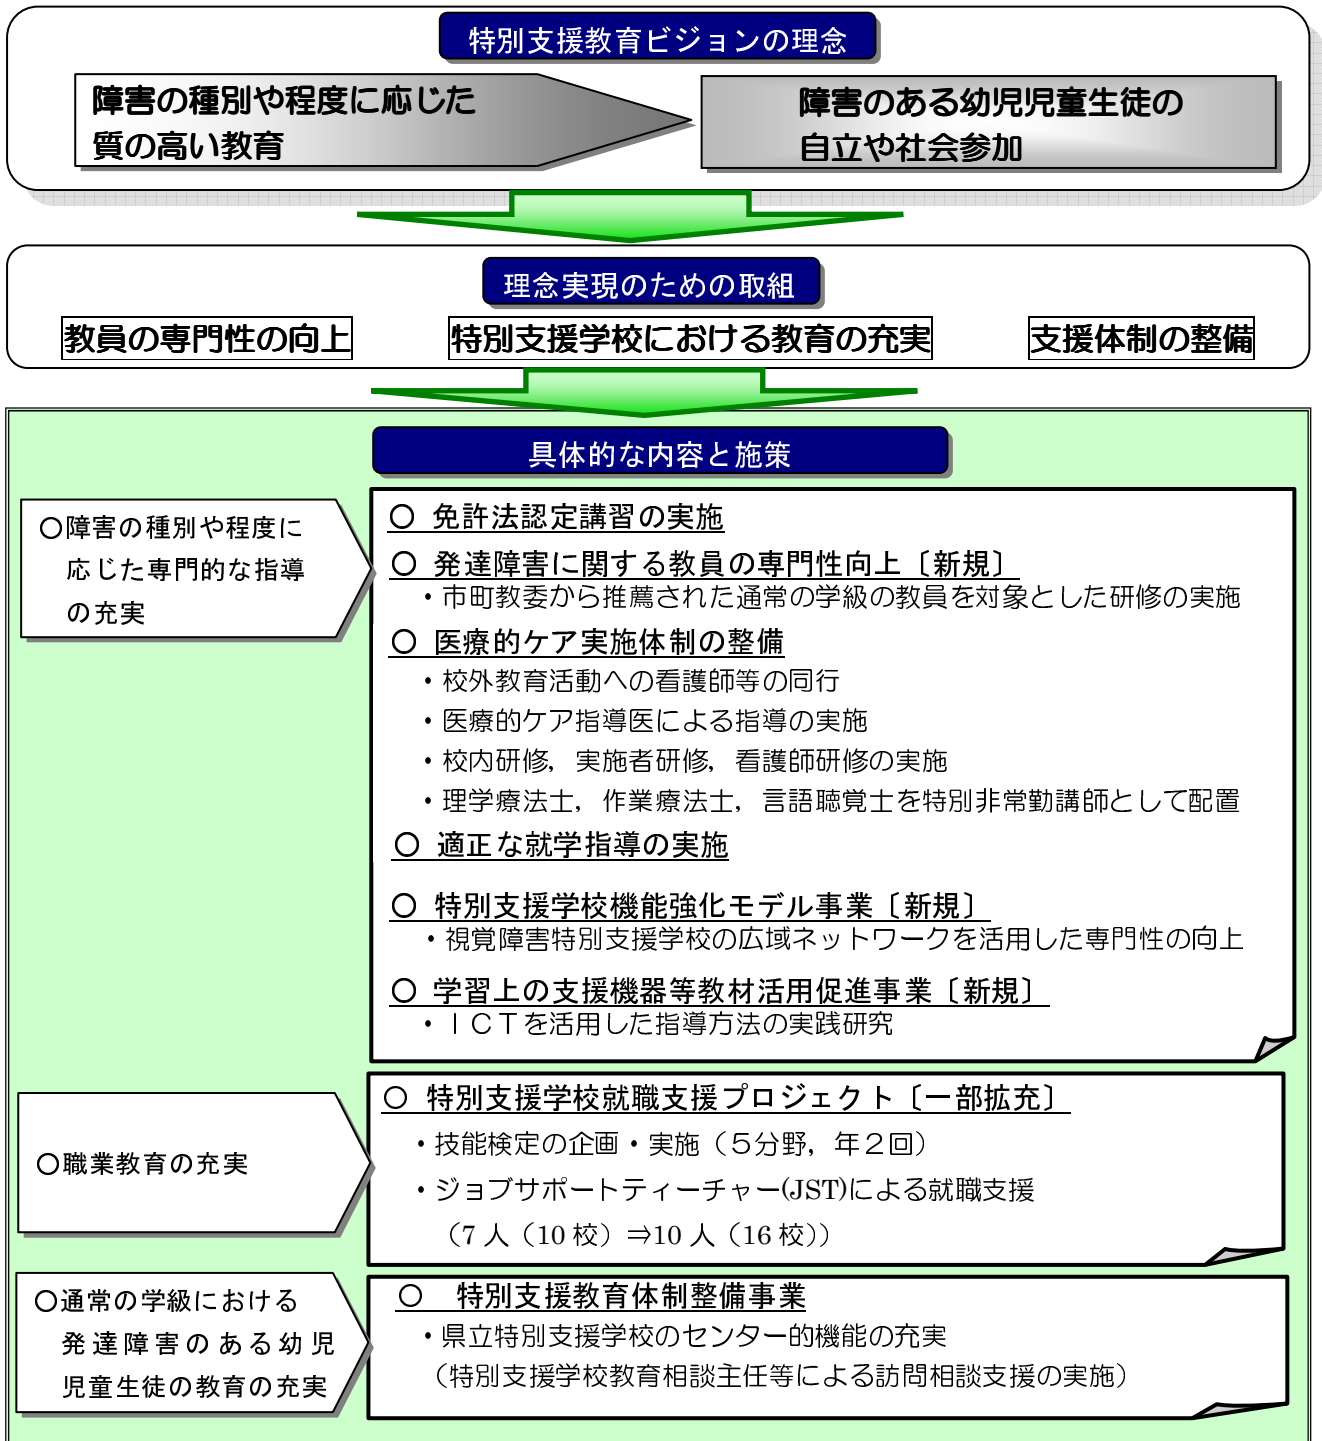 特別支援教育ビジョンの理念
障害の種別や程度に応じた
質の高い教育
障害のある幼児児童生徒の
自立や社会参加
理念実現のための取組
教員の専門性の向上
特別支援学校における教育の充実
支援体制の整備
具体的な内容と施策
○障害の種別や程度に
応じた専門的な指導
の充実
○ 免許法認定講習の実施
○ 発達障害に関する教員の専門性向上〔新規〕
・市町教委から推薦された通常の学級の教員を対象とした研修の実施
○ 医療的ケア実施体制の整備
・校外教育活動への看護師等の同行
・医療的ケア指導医による指導の実施
・校内研修，実施者研修，看護師研修の実施
・理学療法士，作業療法士，言語聴覚士を特別非常勤講師として配置
○ 適正な就学指導の実施
○ 特別支援学校機能強化モデル事業〔新規〕
・視覚障害特別支援学校の広域ネットワークを活用した専門性の向上
○ 学習上の支援機器等教材活用促進事業〔新規〕
・ＩＣＴを活用した指導方法の実践研究
○職業教育の充実
○ 特別支援学校就職支援プロジェクト〔一部拡充〕
・技能検定の企画・実施（５分野，年２回）
・ジョブサポートティーチャー(JST)による就職支援
（7 人（10 校）⇒10 人（16 校））
○通常の学級における
発達障害のある幼児
児童生徒の教育の充実
○ 特別支援教育体制整備事業
・県立特別支援学校のセンター的機能の充実
（特別支援学校教育相談主任等による訪問相談支援の実施）